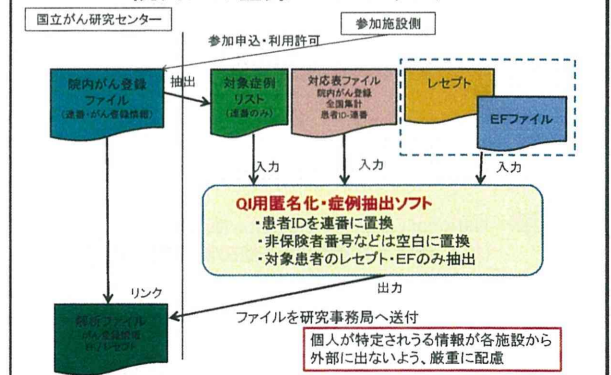 国立がん研究センター
参加施設側
参加申込・利用許可
院内がん登録
ファイル
(連番・がん登録情報)
抽出
対象症例
リスト
(連番のみ)
対応表ファイル
院内がん登録
全国集計
患者ID-連番
レセプト
EFファイル
入力
入力
入力
QI用匿名化・症例抽出ソフト
・患者IDを連番に置換
・非保険者番号などは空白に置換
・対象患者のレセプト・EFのみ抽出
リンク
出力
解析ファイル
がん登録情報
ファイルを研究事務局へ送付
個人が特定されうる情報が各施設から
外部に出ないよう、厳重に配慮